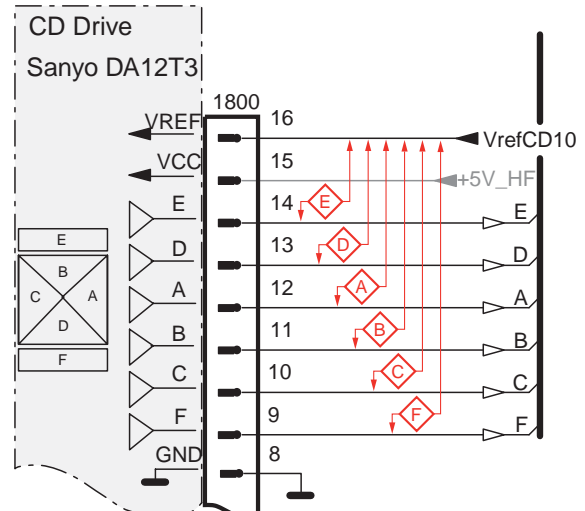 CD Drive
Sanyo DA12T3
1800
VREF 16 VrefCD10
VCC 15 +5V_HF
E 14 E E
D 13 D D
A 12 A A
B 11 B B
C 10 C C
F 9 F F
GND 8
E
B
C A
D
F